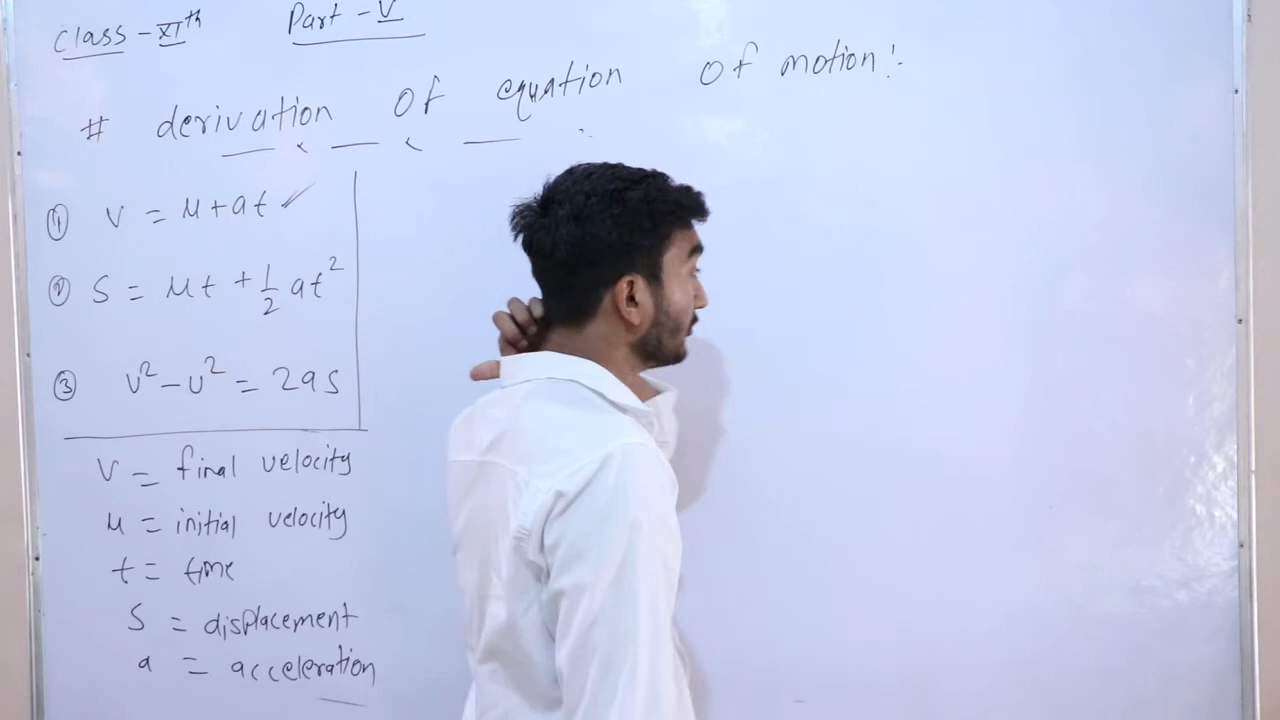 Class - XIth Part - V
# derivation of equation of motion :-
① v = u + at ✓
② s = ut + 1/2 at²
③ v² - u² = 2as
v = final velocity
u = initial velocity
t = time
s = displacement
a = acceleration